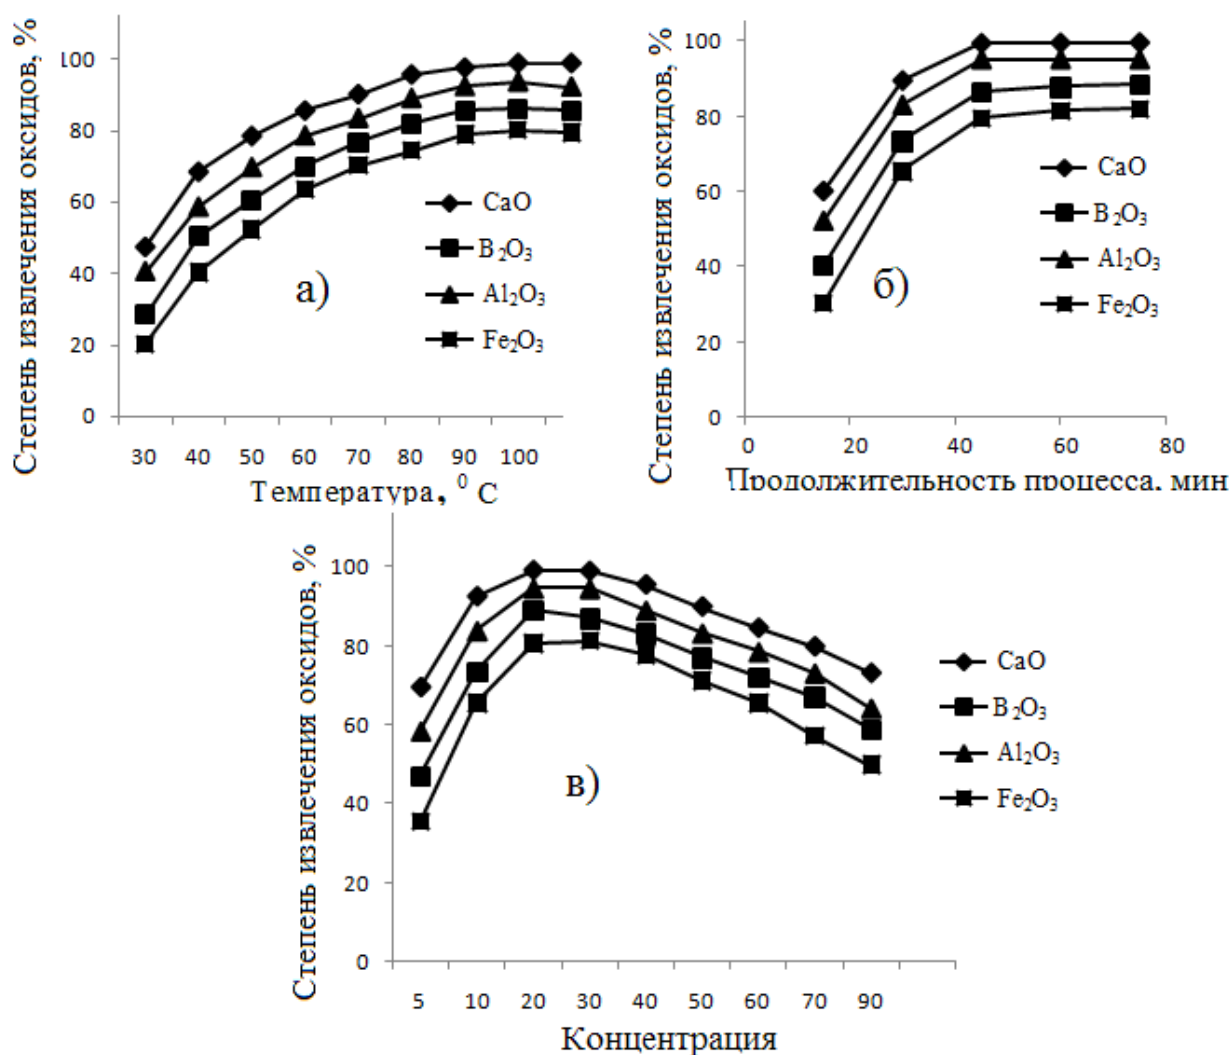 Степень извлечения оксидов, %
100
80
60
40
20
0
30 40 50 60 70 80 90 100
Температура, ⁰ С
а)
CaO
B₂O₃
Al₂O₃
Fe₂O₃
Степень извлечения оксидов, %
100
80
60
40
20
0
0 20 40 60 80
Продолжительность процесса, мин
б)
CaO
B₂O₃
Al₂O₃
Fe₂O₃
Степень извлечения оксидов, %
100
80
60
40
20
0
5 10 20 30 40 50 60 70 90
Концентрация
в)
CaO
B₂O₃
Al₂O₃
Fe₂O₃